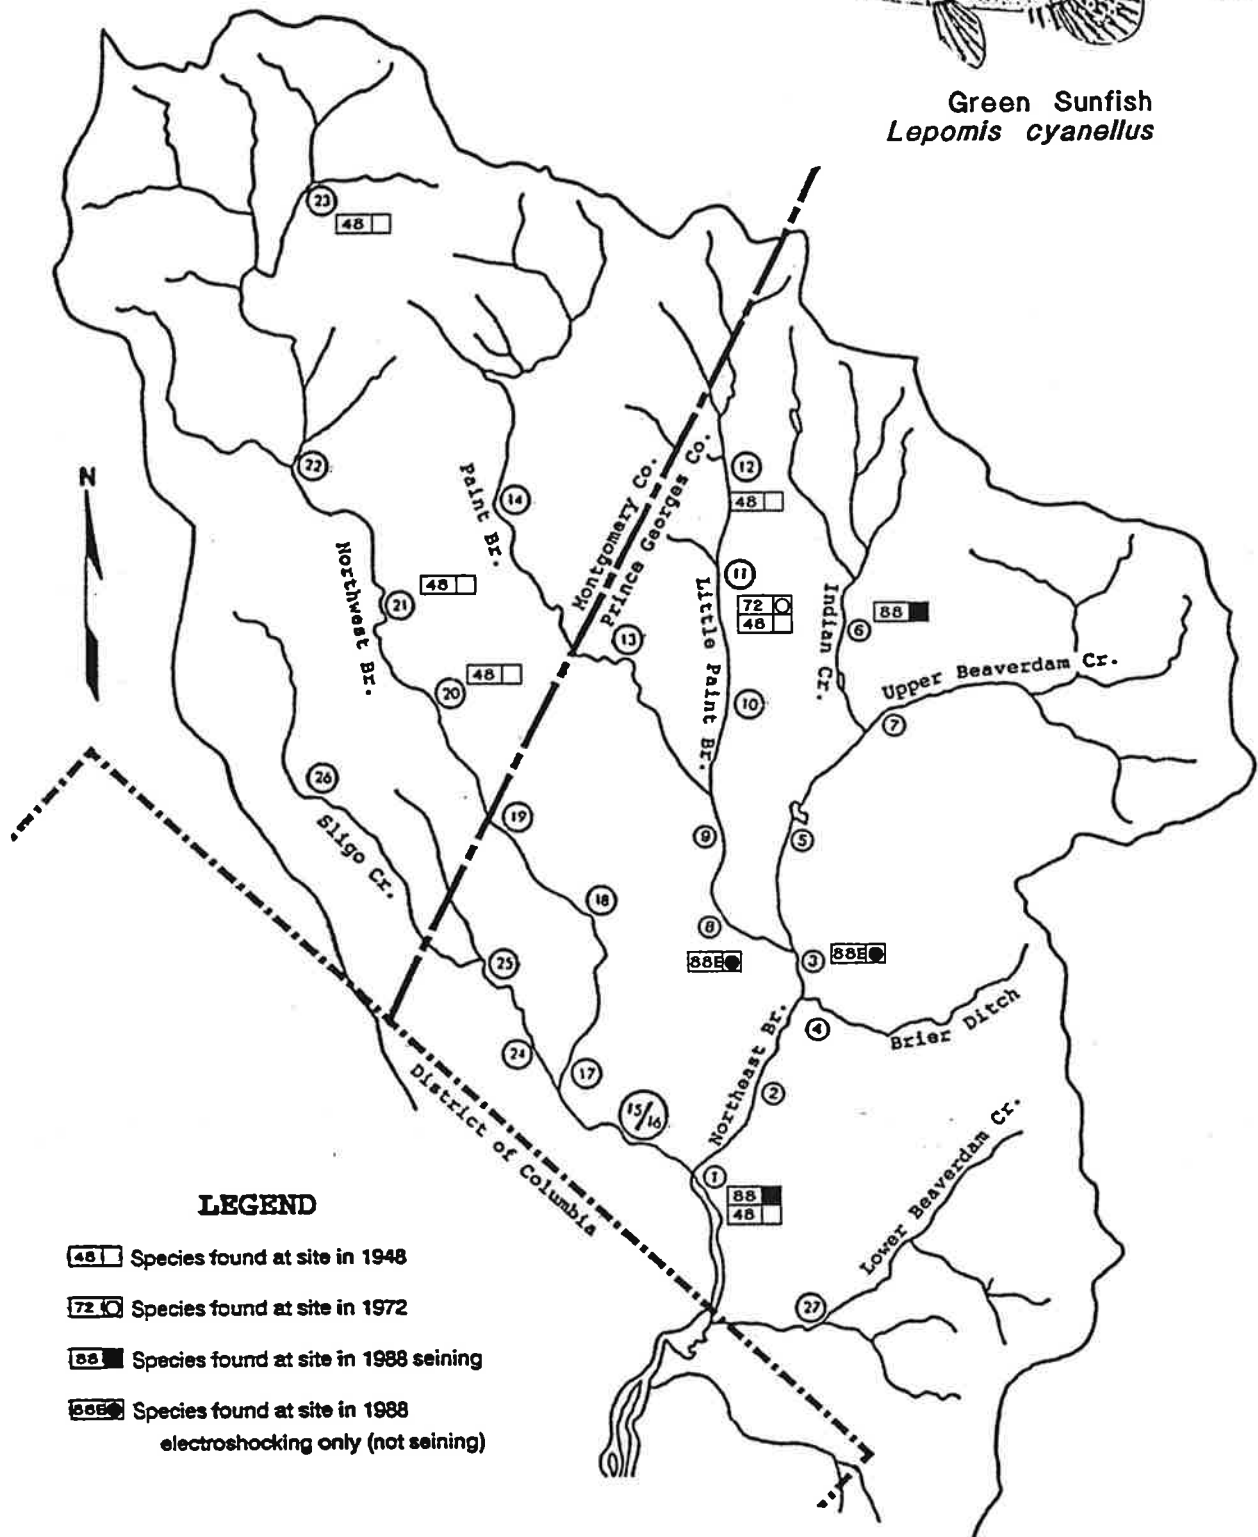 Green Sunfish
Lepomis cyanellus
23
48
N
22
Paint Br.
14
Montgomery Co.
Prince Georges Co.
12
48
11
72
48
Northwest Br.
21
48
20
48
13
Little Paint Br.
10
Indian Cr.
6
88
Upper Beaverdam Cr.
7
26
Sligo Cr.
19
9
5
18
8
88E
3
88E
25
4
Brier Ditch
24
17
15/16
Northeast Br.
2
District of Columbia
1
88
48
Lower Beaverdam Cr.
27
LEGEND
48 Species found at site in 1948
72 Species found at site in 1972
88 Species found at site in 1988 seining
88E Species found at site in 1988
electroshocking only (not seining)